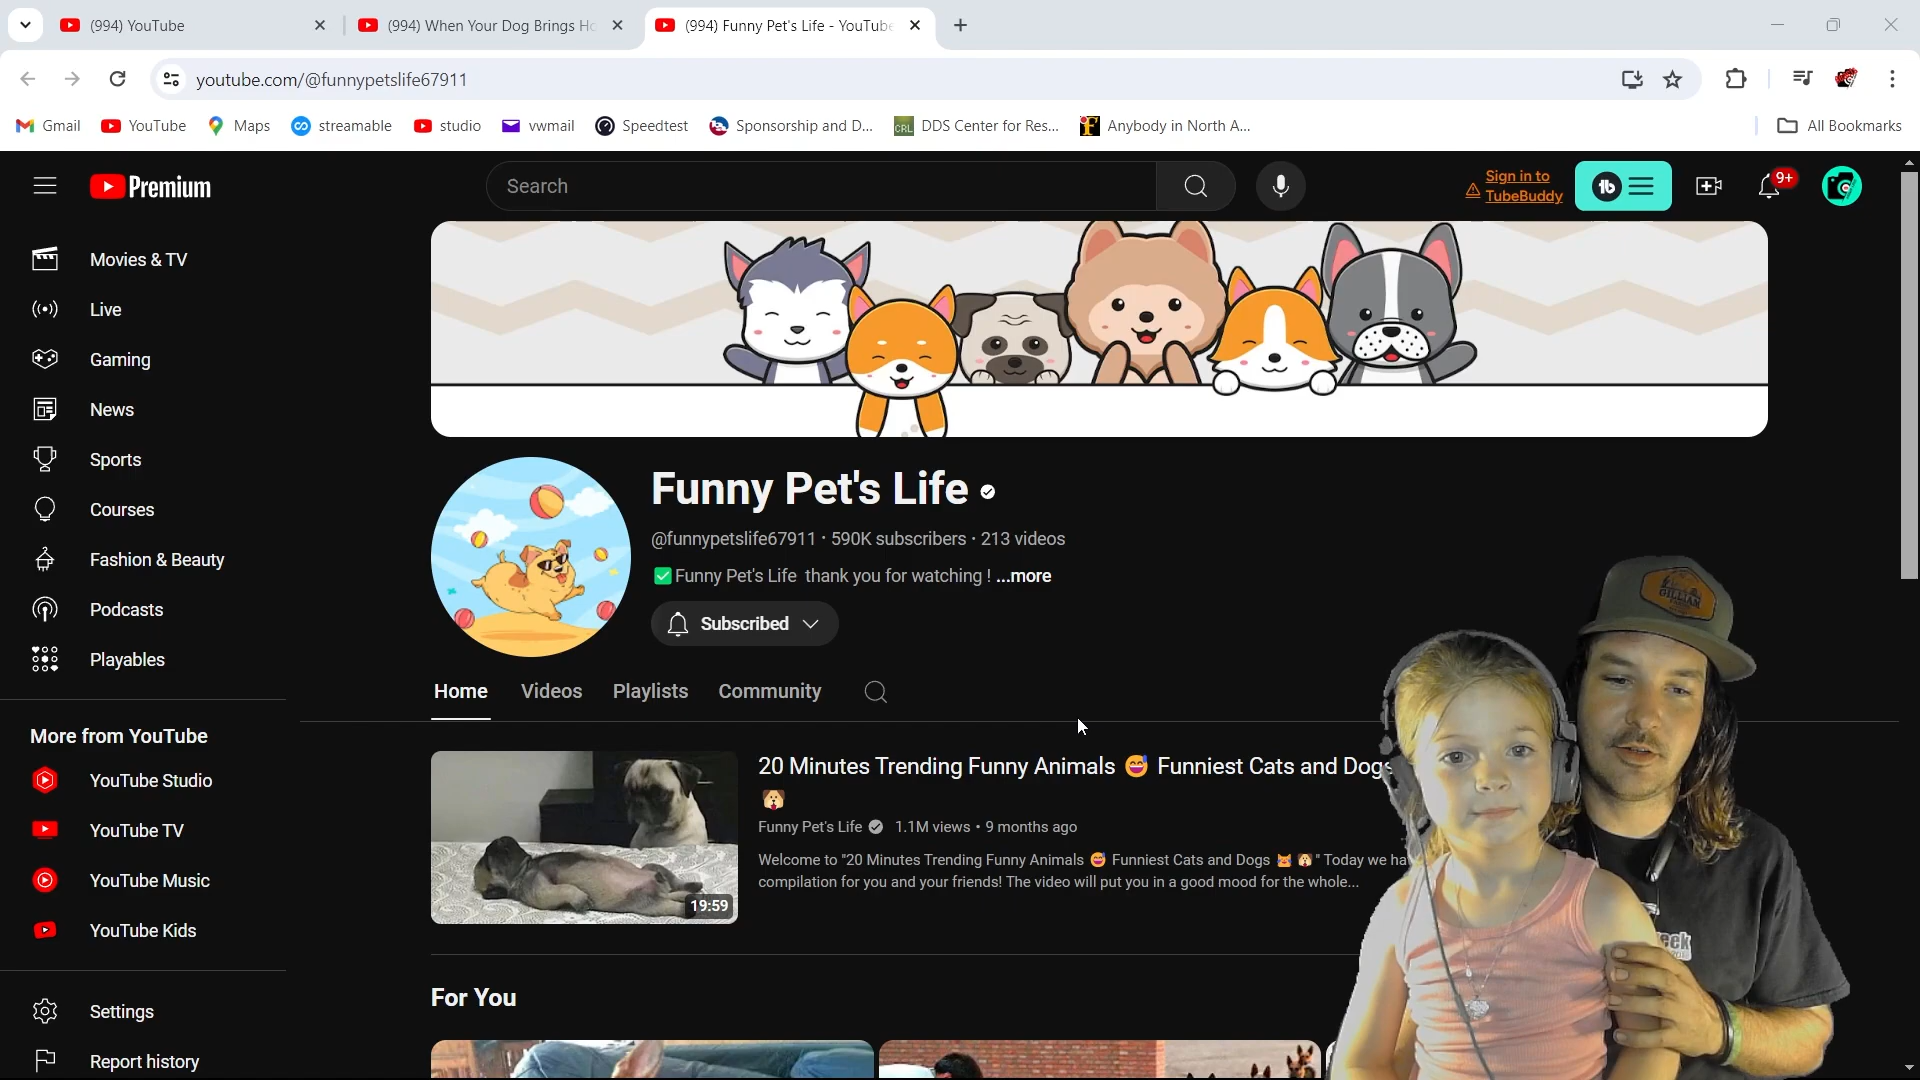 (994) YouTube
(994) When Your Dog Brings Ho
(994) Funny Pet's Life - YouTube
youtube.com/@funnypetslife67911
Gmail
YouTube
Maps
streamable
studio
vwmail
Speedtest
Sponsorship and D...
CRL
DDS Center for Res...
Anybody in North A...
All Bookmarks
Premium
Search
Sign in to
TubeBuddy
9+
Movies & TV
Live
Gaming
News
Sports
Courses
Fashion & Beauty
Podcasts
Playables
More from YouTube
YouTube Studio
YouTube TV
YouTube Music
YouTube Kids
Settings
Report history
Funny Pet's Life
@funnypetslife67911 · 590K subscribers · 213 videos
✅Funny Pet's Life thank you for watching ! ...more
Subscribed
Home
Videos
Playlists
Community
19:59
20 Minutes Trending Funny Animals 😅 Funniest Cats and Dogs
🐶
Funny Pet's Life
1.1M views • 9 months ago
Welcome to "20 Minutes Trending Funny Animals 😅 Funniest Cats and Dogs 😹 🐶" Today we ha
compilation for you and your friends! The video will put you in a good mood for the whole...
For You